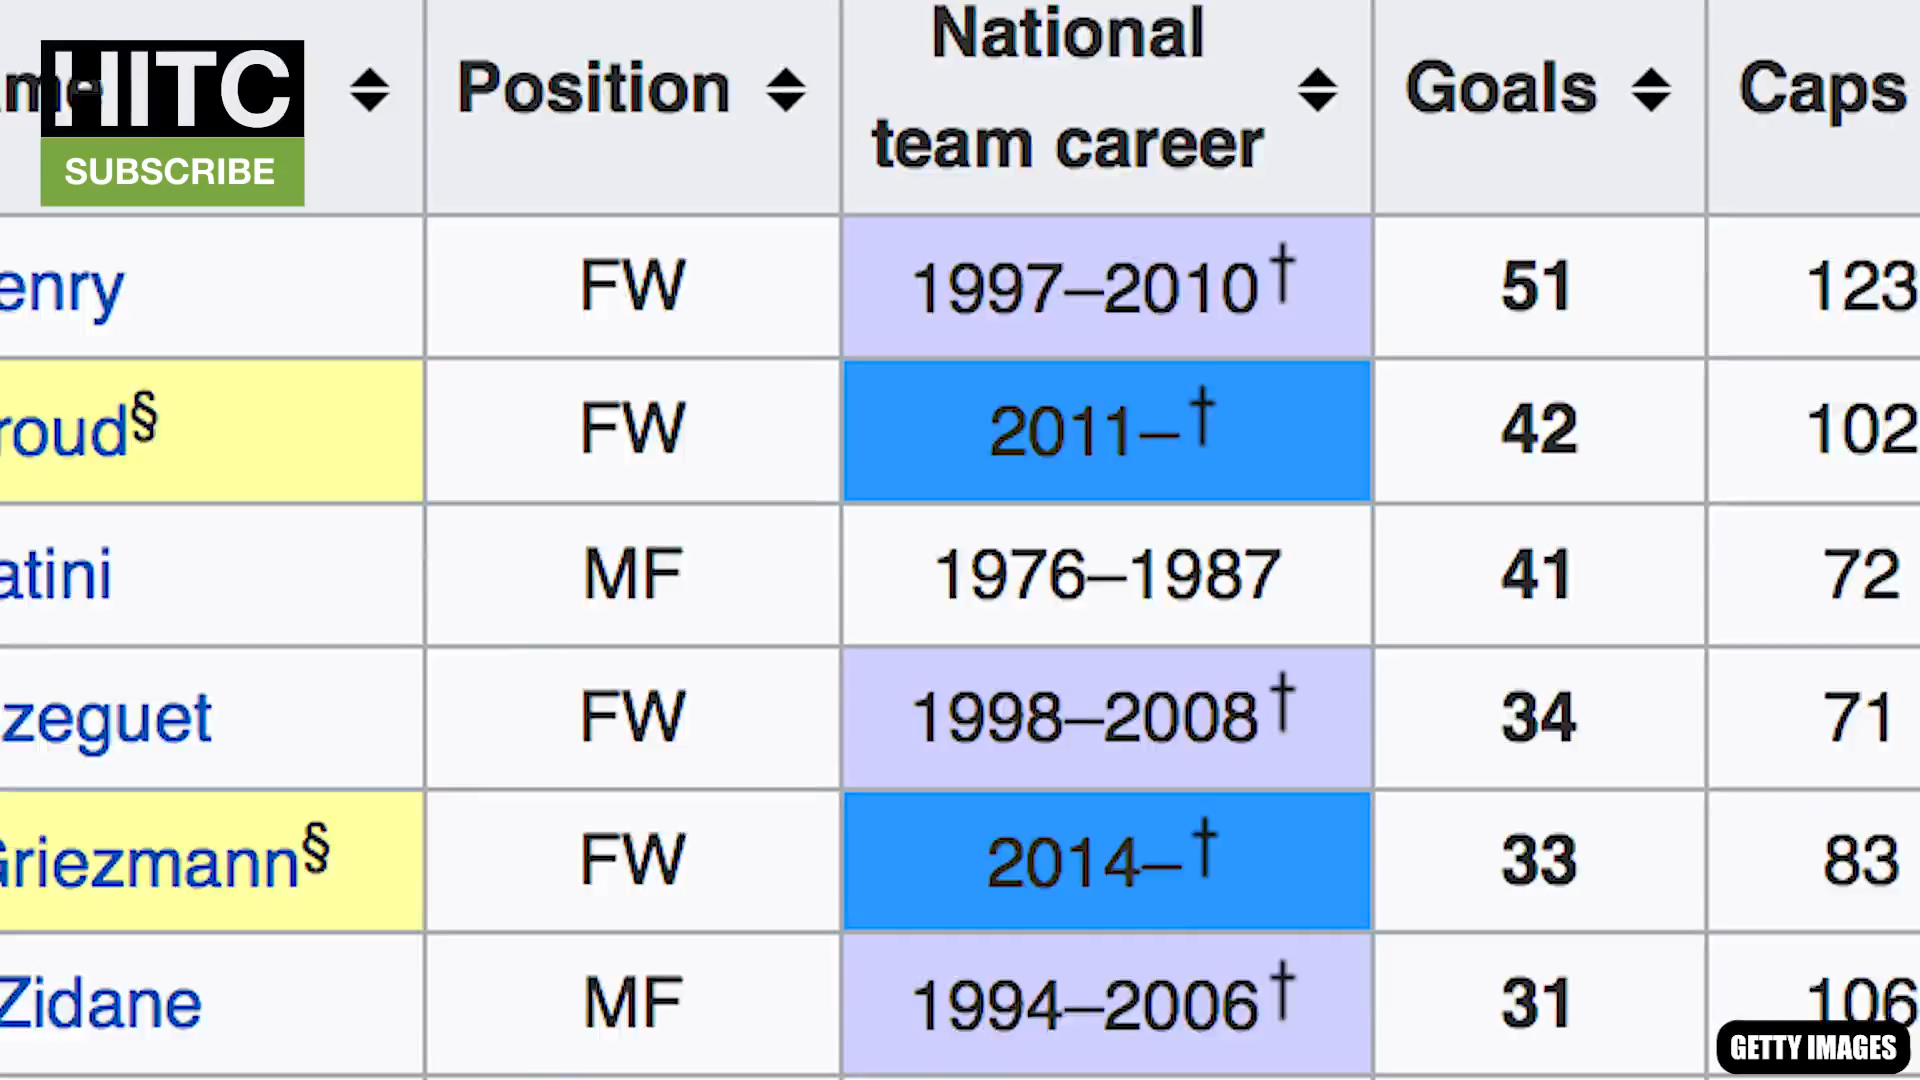 HITC
SUBSCRIBE
Position
National
team career
Goals
Caps
enry FW 1997–2010† 51 123
roud§ FW 2011–† 42 102
atini MF 1976–1987 41 72
zeguet FW 1998–2008† 34 71
Griezmann§ FW 2014–† 33 83
Zidane MF 1994–2006† 31 106
GETTY IMAGES